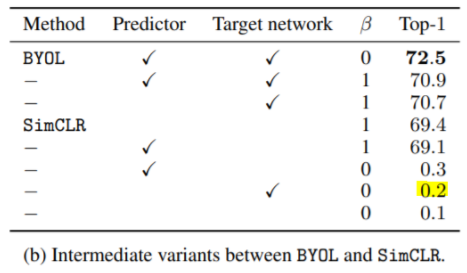 Method Predictor Target network β Top-1
BYOL ✓ ✓ 0 72.5
– ✓ ✓ 1 70.9
– ✓ 1 70.7
SimCLR 1 69.4
– ✓ 1 69.1
– ✓ 0 0.3
– ✓ 0 0.2
– 0 0.1
(b) Intermediate variants between BYOL and SimCLR.